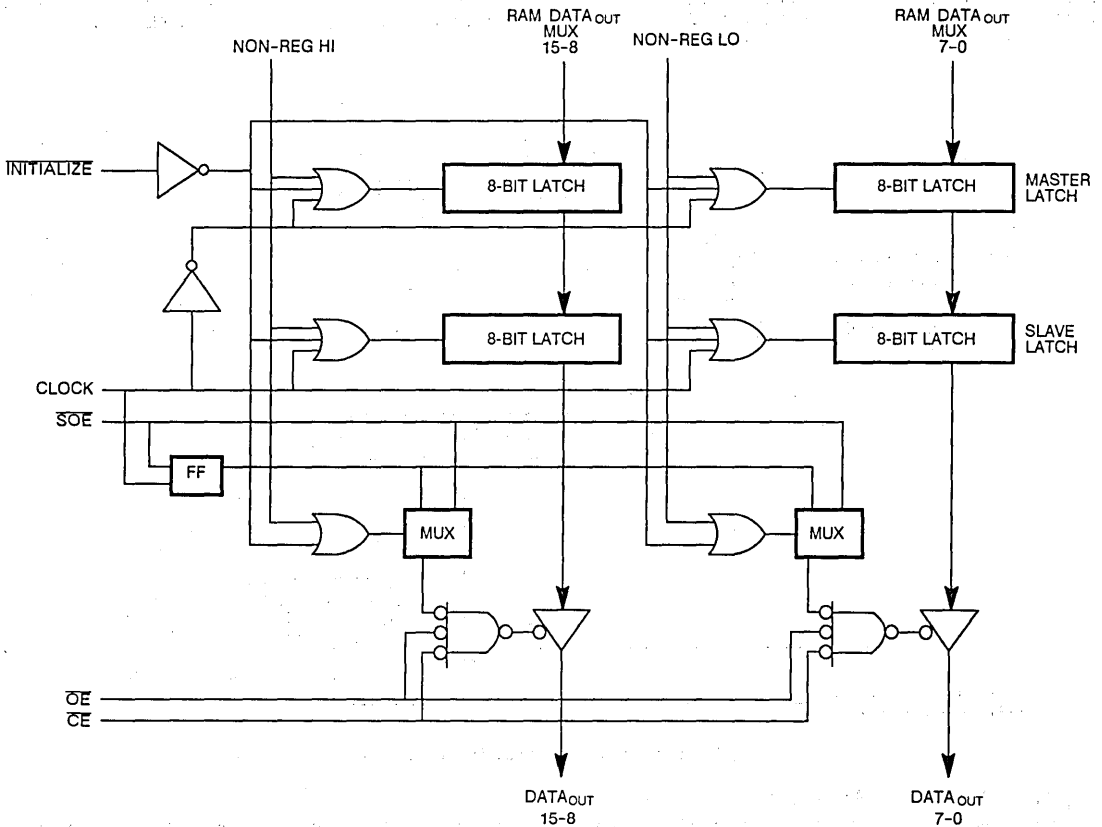 RAM DATAOUT
MUX
15-8
RAM DATAOUT
MUX
7-0
NON-REG HI
NON-REG LO
INITIALIZE
8-BIT LATCH
8-BIT LATCH
MASTER
LATCH
8-BIT LATCH
8-BIT LATCH
SLAVE
LATCH
CLOCK
SOE
FF
MUX
MUX
OE
CE
DATAOUT
15-8
DATAOUT
7-0